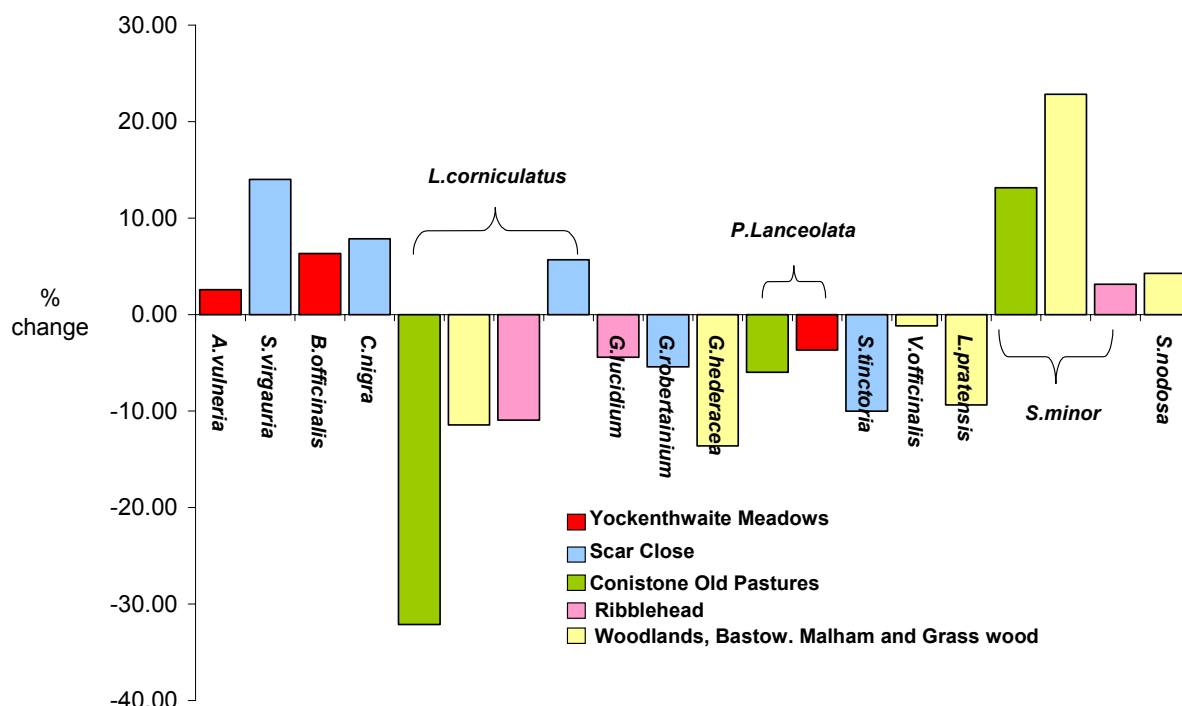 30.00
20.00
10.00
0.00
-10.00
-20.00
-30.00
-40.00
%
change
L.corniculatus
P.Lanceolata
S.minor
A.vulneria
S.virgauria
B.officinalis
C.nigra
G.lucidium
G.robertainium
G.hederacea
S.tinctoria
V.officinalis
L.pratensis
S.nodosa
Yockenthwaite Meadows
Scar Close
Conistone Old Pastures
Ribblehead
Woodlands, Bastow. Malham and Grass wood